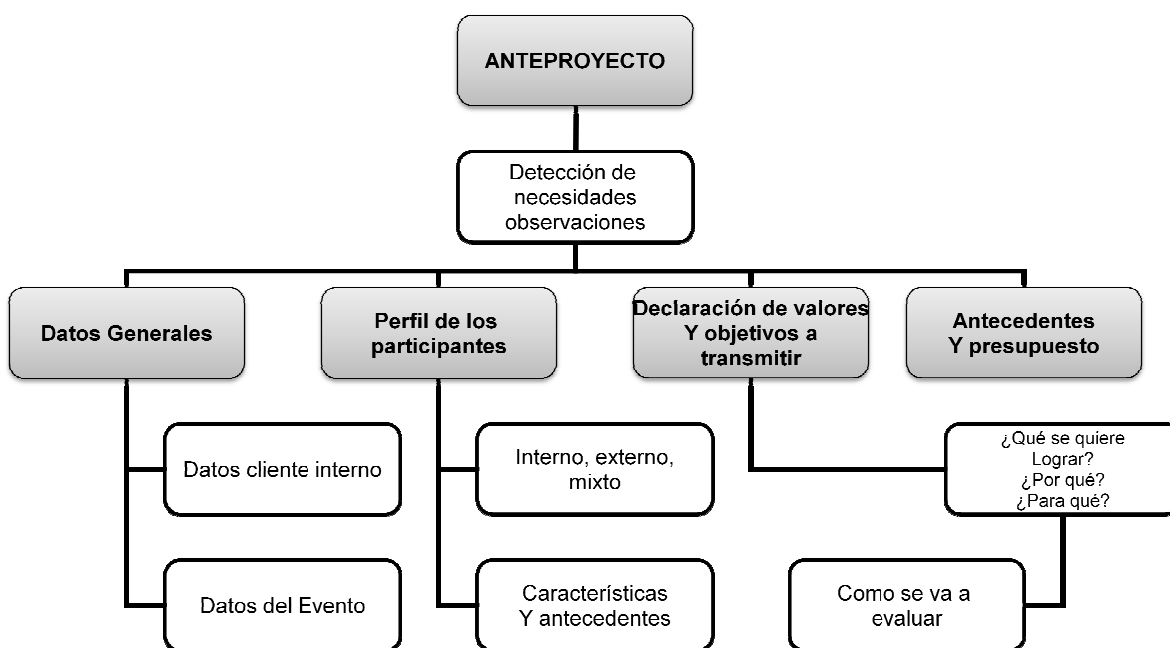 ANTEPROYECTO
Detección de
necesidades
observaciones
Datos Generales
Perfil de los
participantes
Declaración de valores
Y objetivos a
transmitir
Antecedentes
Y presupuesto
Datos cliente interno
Interno, externo,
mixto
¿Qué se quiere
Lograr?
¿Por qué?
¿Para qué?
Datos del Evento
Características
Y antecedentes
Como se va a
evaluar